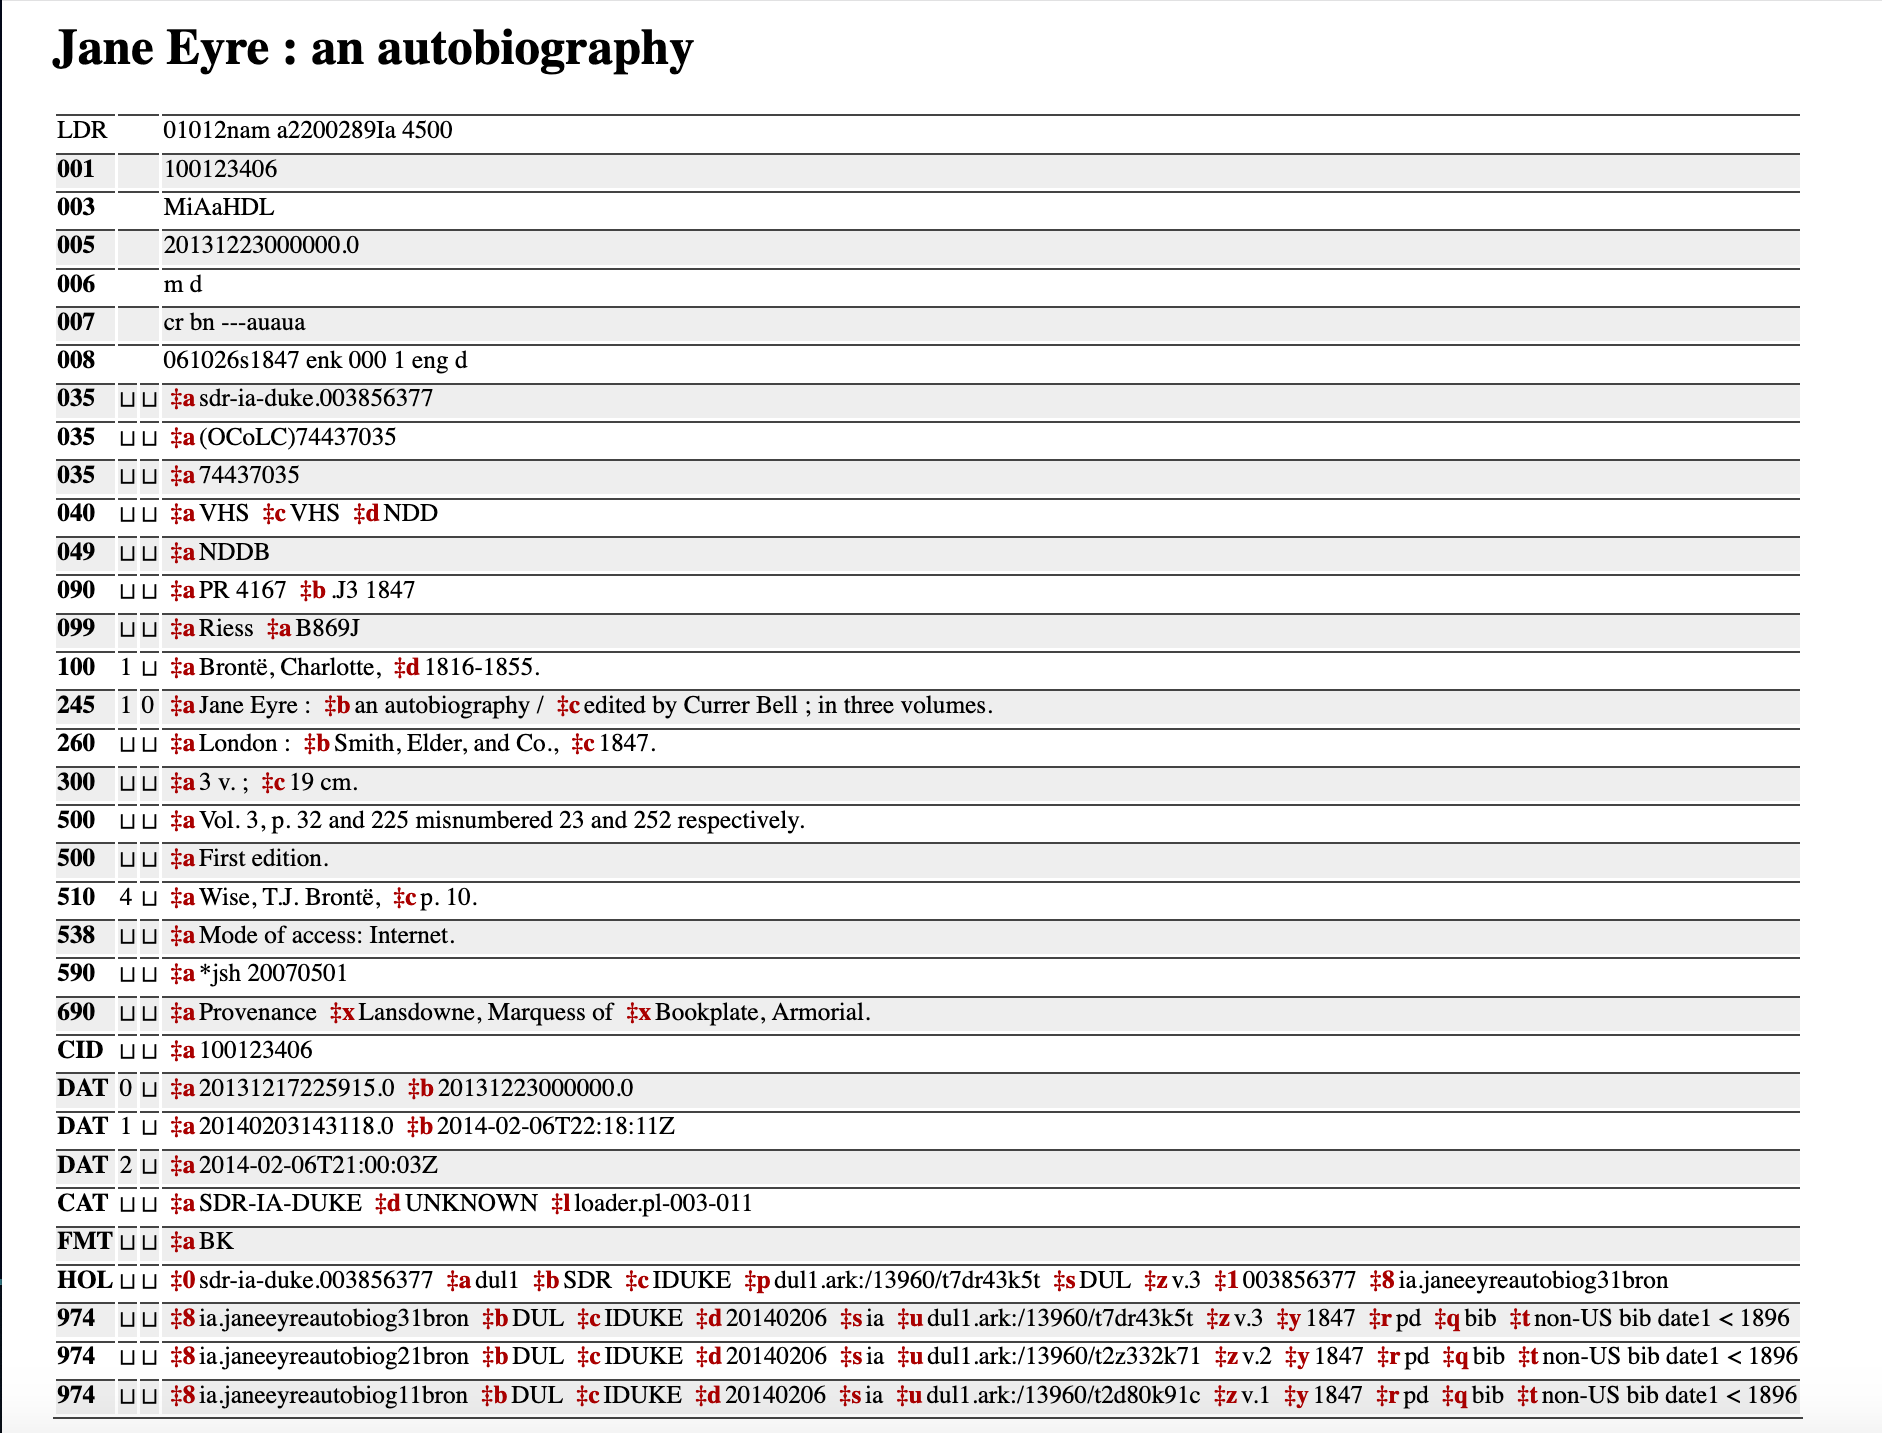 Jane Eyre : an autobiography
LDR 01012nam a2200289Ia 4500
001 100123406
003 MiAaHDL
005 20131223000000.0
006 m d
007 cr bn ---auaua
008 061026s1847 enk 000 1 eng d
035 ⊔ ⊔ ‡a sdr-ia-duke.003856377
035 ⊔ ⊔ ‡a (OCoLC)74437035
035 ⊔ ⊔ ‡a 74437035
040 ⊔ ⊔ ‡a VHS ‡c VHS ‡d NDD
049 ⊔ ⊔ ‡a NDDB
090 ⊔ ⊔ ‡a PR 4167 ‡b .J3 1847
099 ⊔ ⊔ ‡a Riess ‡a B869J
100 1 ⊔ ‡a Brontë, Charlotte, ‡d 1816-1855.
245 1 0 ‡a Jane Eyre : ‡b an autobiography / ‡c edited by Currer Bell ; in three volumes.
260 ⊔ ⊔ ‡a London : ‡b Smith, Elder, and Co., ‡c 1847.
300 ⊔ ⊔ ‡a 3 v. ; ‡c 19 cm.
500 ⊔ ⊔ ‡a Vol. 3, p. 32 and 225 misnumbered 23 and 252 respectively.
500 ⊔ ⊔ ‡a First edition.
510 4 ⊔ ‡a Wise, T.J. Brontë, ‡c p. 10.
538 ⊔ ⊔ ‡a Mode of access: Internet.
590 ⊔ ⊔ ‡a *jsh 20070501
690 ⊔ ⊔ ‡a Provenance ‡x Lansdowne, Marquess of ‡x Bookplate, Armorial.
CID ⊔ ⊔ ‡a 100123406
DAT 0 ⊔ ‡a 20131217225915.0 ‡b 20131223000000.0
DAT 1 ⊔ ‡a 20140203143118.0 ‡b 2014-02-06T22:18:11Z
DAT 2 ⊔ ‡a 2014-02-06T21:00:03Z
CAT ⊔ ⊔ ‡a SDR-IA-DUKE ‡d UNKNOWN ‡l loader.pl-003-011
FMT ⊔ ⊔ ‡a BK
HOL ⊔ ⊔ ‡0 sdr-ia-duke.003856377 ‡a dul1 ‡b SDR ‡c IDUKE ‡p dul1.ark:/13960/t7dr43k5t ‡s DUL ‡z v.3 ‡1 003856377 ‡8 ia.janeeyreautobiog31bron
974 ⊔ ⊔ ‡8 ia.janeeyreautobiog31bron ‡b DUL ‡c IDUKE ‡d 20140206 ‡s ia ‡u dul1.ark:/13960/t7dr43k5t ‡z v.3 ‡y 1847 ‡r pd ‡q bib ‡t non-US bib date1 < 1896
974 ⊔ ⊔ ‡8 ia.janeeyreautobiog21bron ‡b DUL ‡c IDUKE ‡d 20140206 ‡s ia ‡u dul1.ark:/13960/t2z332k71 ‡z v.2 ‡y 1847 ‡r pd ‡q bib ‡t non-US bib date1 < 1896
974 ⊔ ⊔ ‡8 ia.janeeyreautobiog11bron ‡b DUL ‡c IDUKE ‡d 20140206 ‡s ia ‡u dul1.ark:/13960/t2d80k91c ‡z v.1 ‡y 1847 ‡r pd ‡q bib ‡t non-US bib date1 < 1896